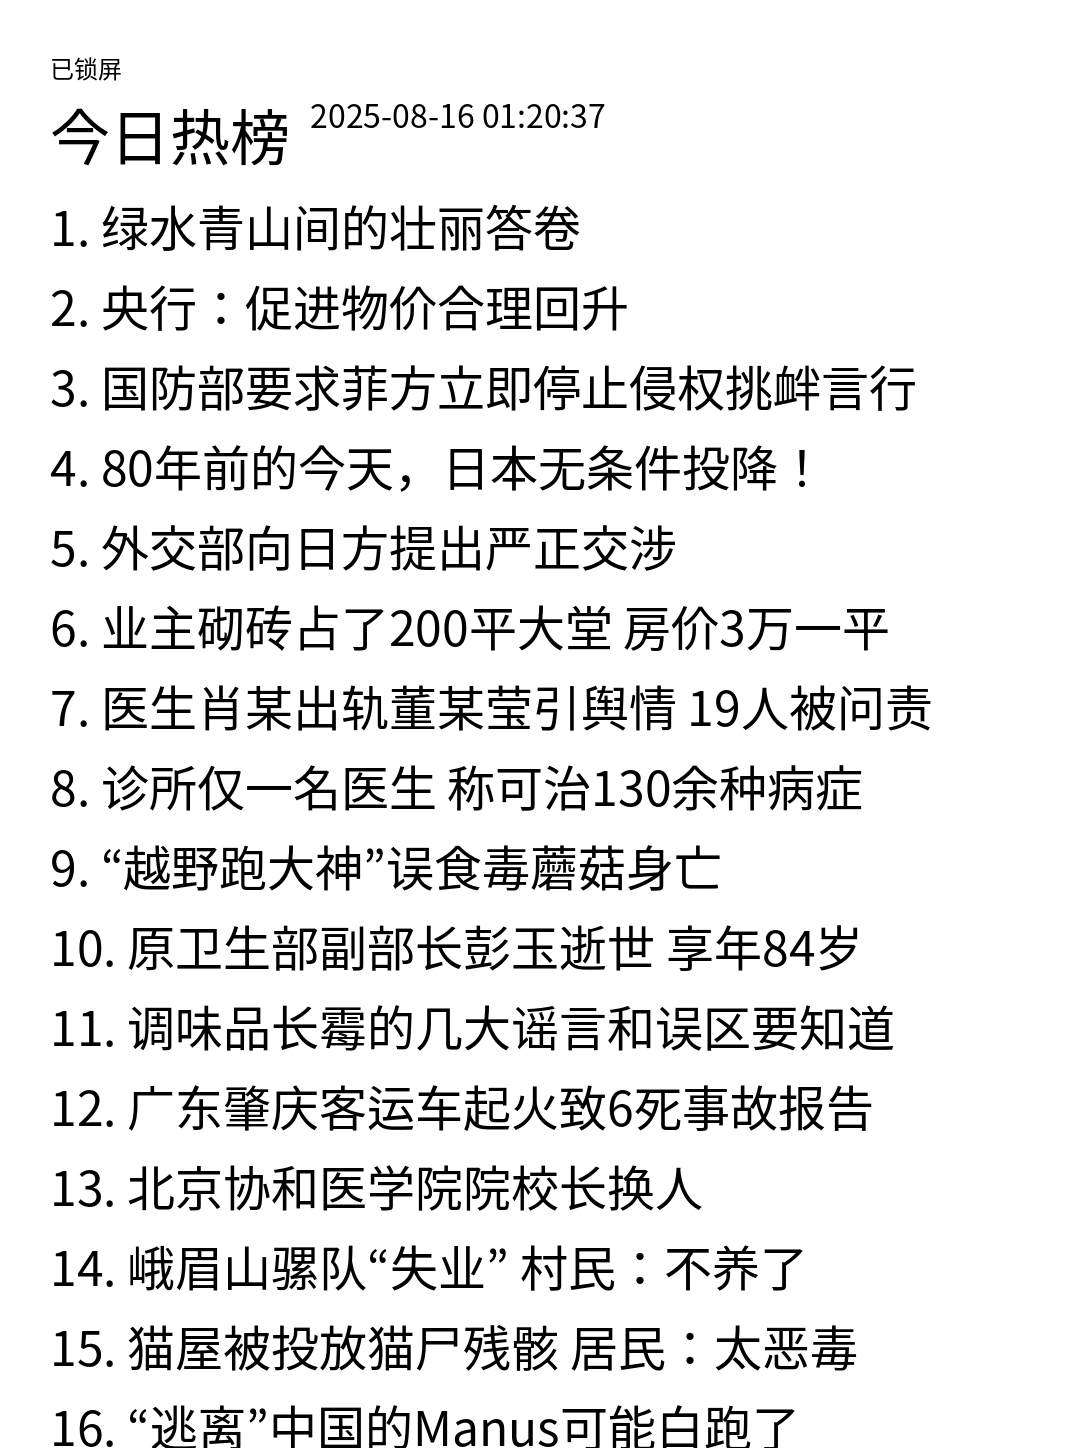 已锁屏
今日热榜 2025-08-16 01:20:37
1. 绿水青山间的壮丽答卷
2. 央行：促进物价合理回升
3. 国防部要求菲方立即停止侵权挑衅言行
4. 80年前的今天，日本无条件投降！
5. 外交部向日方提出严正交涉
6. 业主砌砖占了200平大堂 房价3万一平
7. 医生肖某出轨董某莹引舆情 19人被问责
8. 诊所仅一名医生 称可治130余种病症
9. “越野跑大神”误食毒蘑菇身亡
10. 原卫生部副部长彭玉逝世 享年84岁
11. 调味品长霉的几大谣言和误区要知道
12. 广东肇庆客运车起火致6死事故报告
13. 北京协和医学院院校长换人
14. 峨眉山骡队“失业” 村民：不养了
15. 猫屋被投放猫尸残骸 居民：太恶毒
16. “逃离”中国的Manus可能白跑了